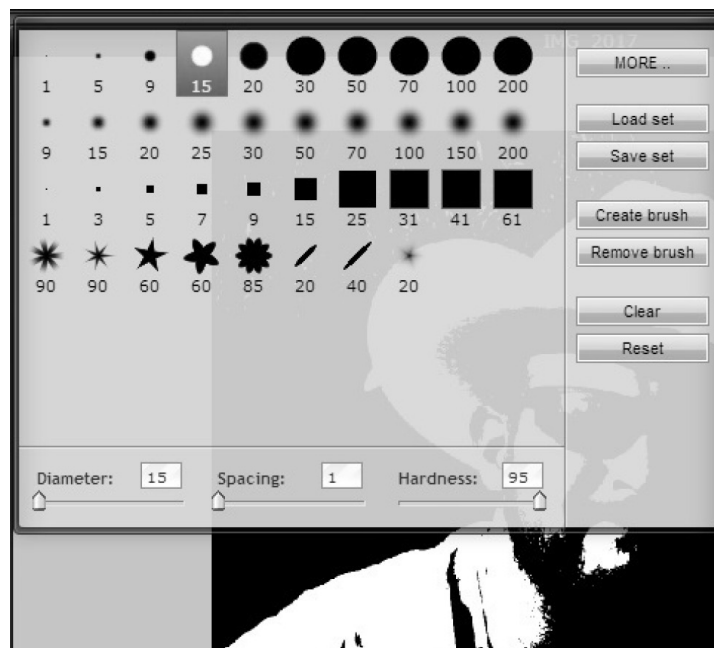 IMG_2017
1 5 9 15 20 30 50 70 100 200
9 15 20 25 30 50 70 100 150 200
1 3 5 7 9 15 25 31 41 61
90 90 60 60 85 20 40 20
MORE ..
Load set
Save set
Create brush
Remove brush
Clear
Reset
Diameter: 15 Spacing: 1 Hardness: 95